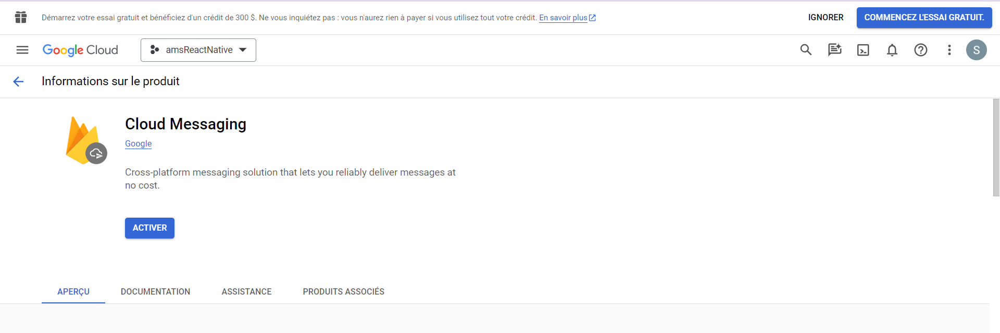 Démarrez votre essai gratuit et bénéficiez d'un crédit de 300 $. Ne vous inquiétez pas : vous n'aurez rien à payer si vous utilisez tout votre crédit. En savoir plus
IGNORER
COMMENCEZ L'ESSAI GRATUIT.
Google Cloud
amsReactNative
S
Informations sur le produit
Cloud Messaging
Google
Cross-platform messaging solution that lets you reliably deliver messages at
no cost.
ACTIVER
APERÇU
DOCUMENTATION
ASSISTANCE
PRODUITS ASSOCIÉS